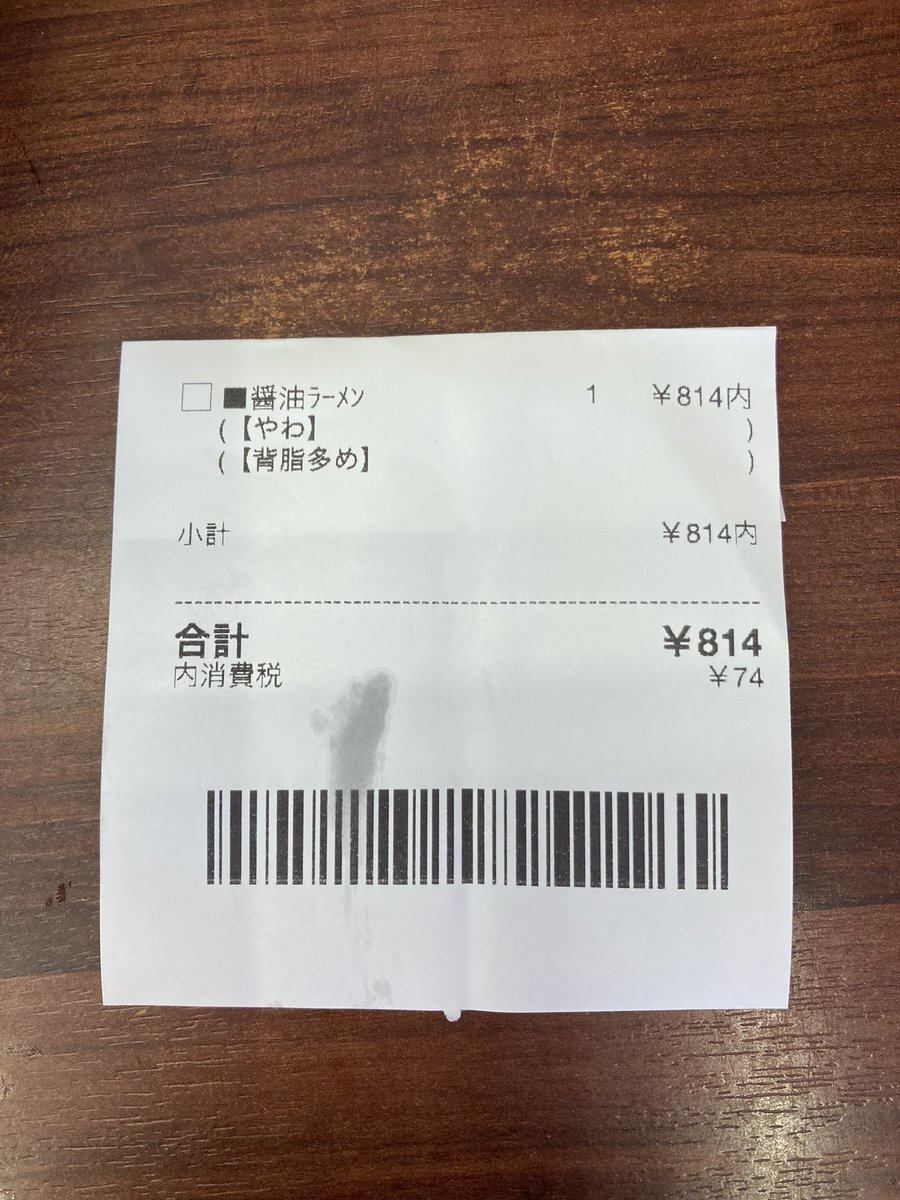 □ ■醤油ラーメン 1 ¥814内
(【やわ】 )
(【背脂多め】 )
小計 ¥814内
合計 ¥814
内消費税 ¥74